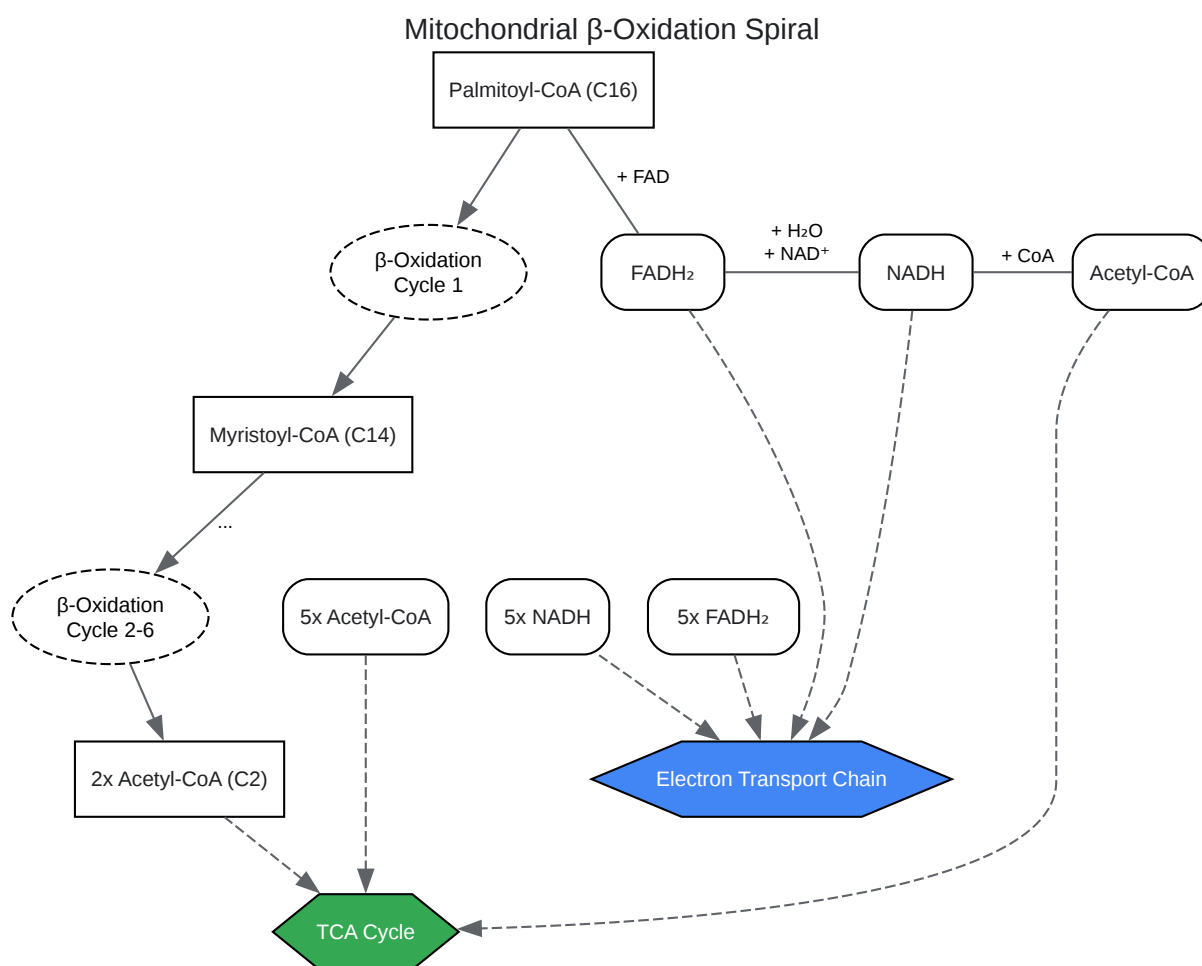 Mitochondrial β-Oxidation Spiral
Palmitoyl-CoA (C16)
+ FAD
β-Oxidation
Cycle 1
FADH₂
+ H₂O
+ NAD⁺
NADH
+ CoA
Acetyl-CoA
Myristoyl-CoA (C14)
...
β-Oxidation
Cycle 2-6
5x Acetyl-CoA
5x NADH
5x FADH₂
2x Acetyl-CoA (C2)
Electron Transport Chain
TCA Cycle